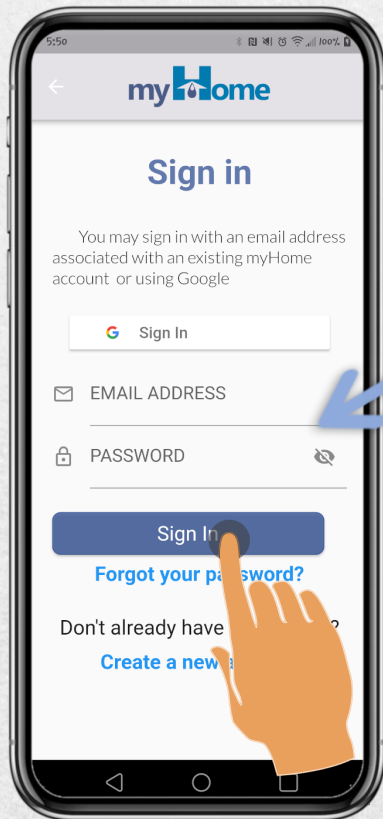 5:50 100%
myHome
Sign in
You may sign in with an email address
associated with an existing myHome
account or using Google
G Sign In
EMAIL ADDRESS
PASSWORD
Sign In
Forgot your password?
Don't already have ?
Create a new